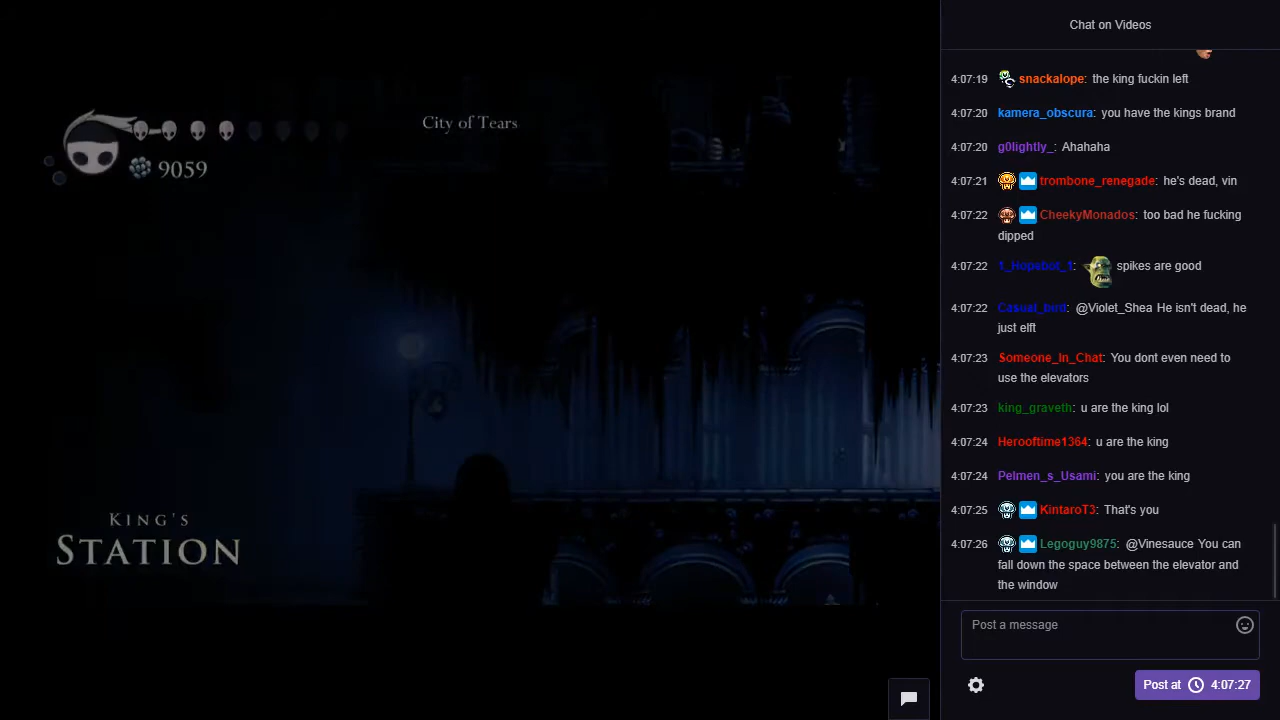 City of Tears
9059
KING'S
STATION
Chat on Videos
4:07:19 snackalope: the king fuckin left
4:07:20 kamera_obscura: you have the kings brand
4:07:20 g0lightly_: Ahahaha
4:07:21 trombone_renegade: he's dead, vin
4:07:22 CheekyMonados: too bad he fucking
dipped
4:07:22 1_Hopebot_1: spikes are good
4:07:22 Casual_bird: @Violet_Shea He isn't dead, he
just elft
4:07:23 Someone_In_Chat: You dont even need to
use the elevators
4:07:23 king_graveth: u are the king lol
4:07:24 Herooftime1364: u are the king
4:07:24 Pelmen_s_Usami: you are the king
4:07:25 KintaroT3: That's you
4:07:26 Legoguy9875: @Vinesauce You can
fall down the space between the elevator and
the window
Post a message
Post at 4:07:27